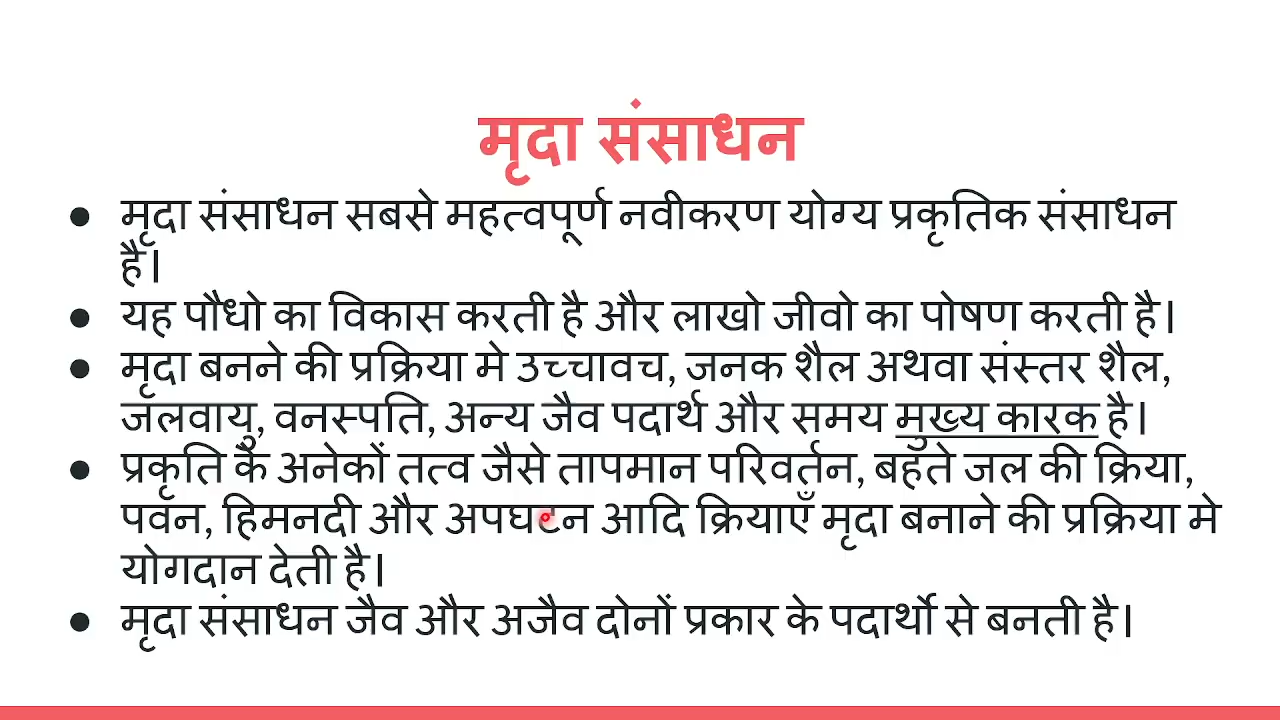 मृदा संसाधन
● मृदा संसाधन सबसे महत्वपूर्ण नवीकरण योग्य प्रकृतिक संसाधन
है।
● यह पौधो का विकास करती है और लाखो जीवो का पोषण करती है।
● मृदा बनने की प्रक्रिया मे उच्चावच, जनक शैल अथवा संस्तर शैल,
जलवायु, वनस्पति, अन्य जैव पदार्थ और समय मुख्य कारक है।
● प्रकृति के अनेकों तत्व जैसे तापमान परिवर्तन, बहते जल की क्रिया,
पवन, हिमनदी और अपघटन आदि क्रियाएँ मृदा बनाने की प्रक्रिया मे
योगदान देती है।
● मृदा संसाधन जैव और अजैव दोनों प्रकार के पदार्थो से बनती है।